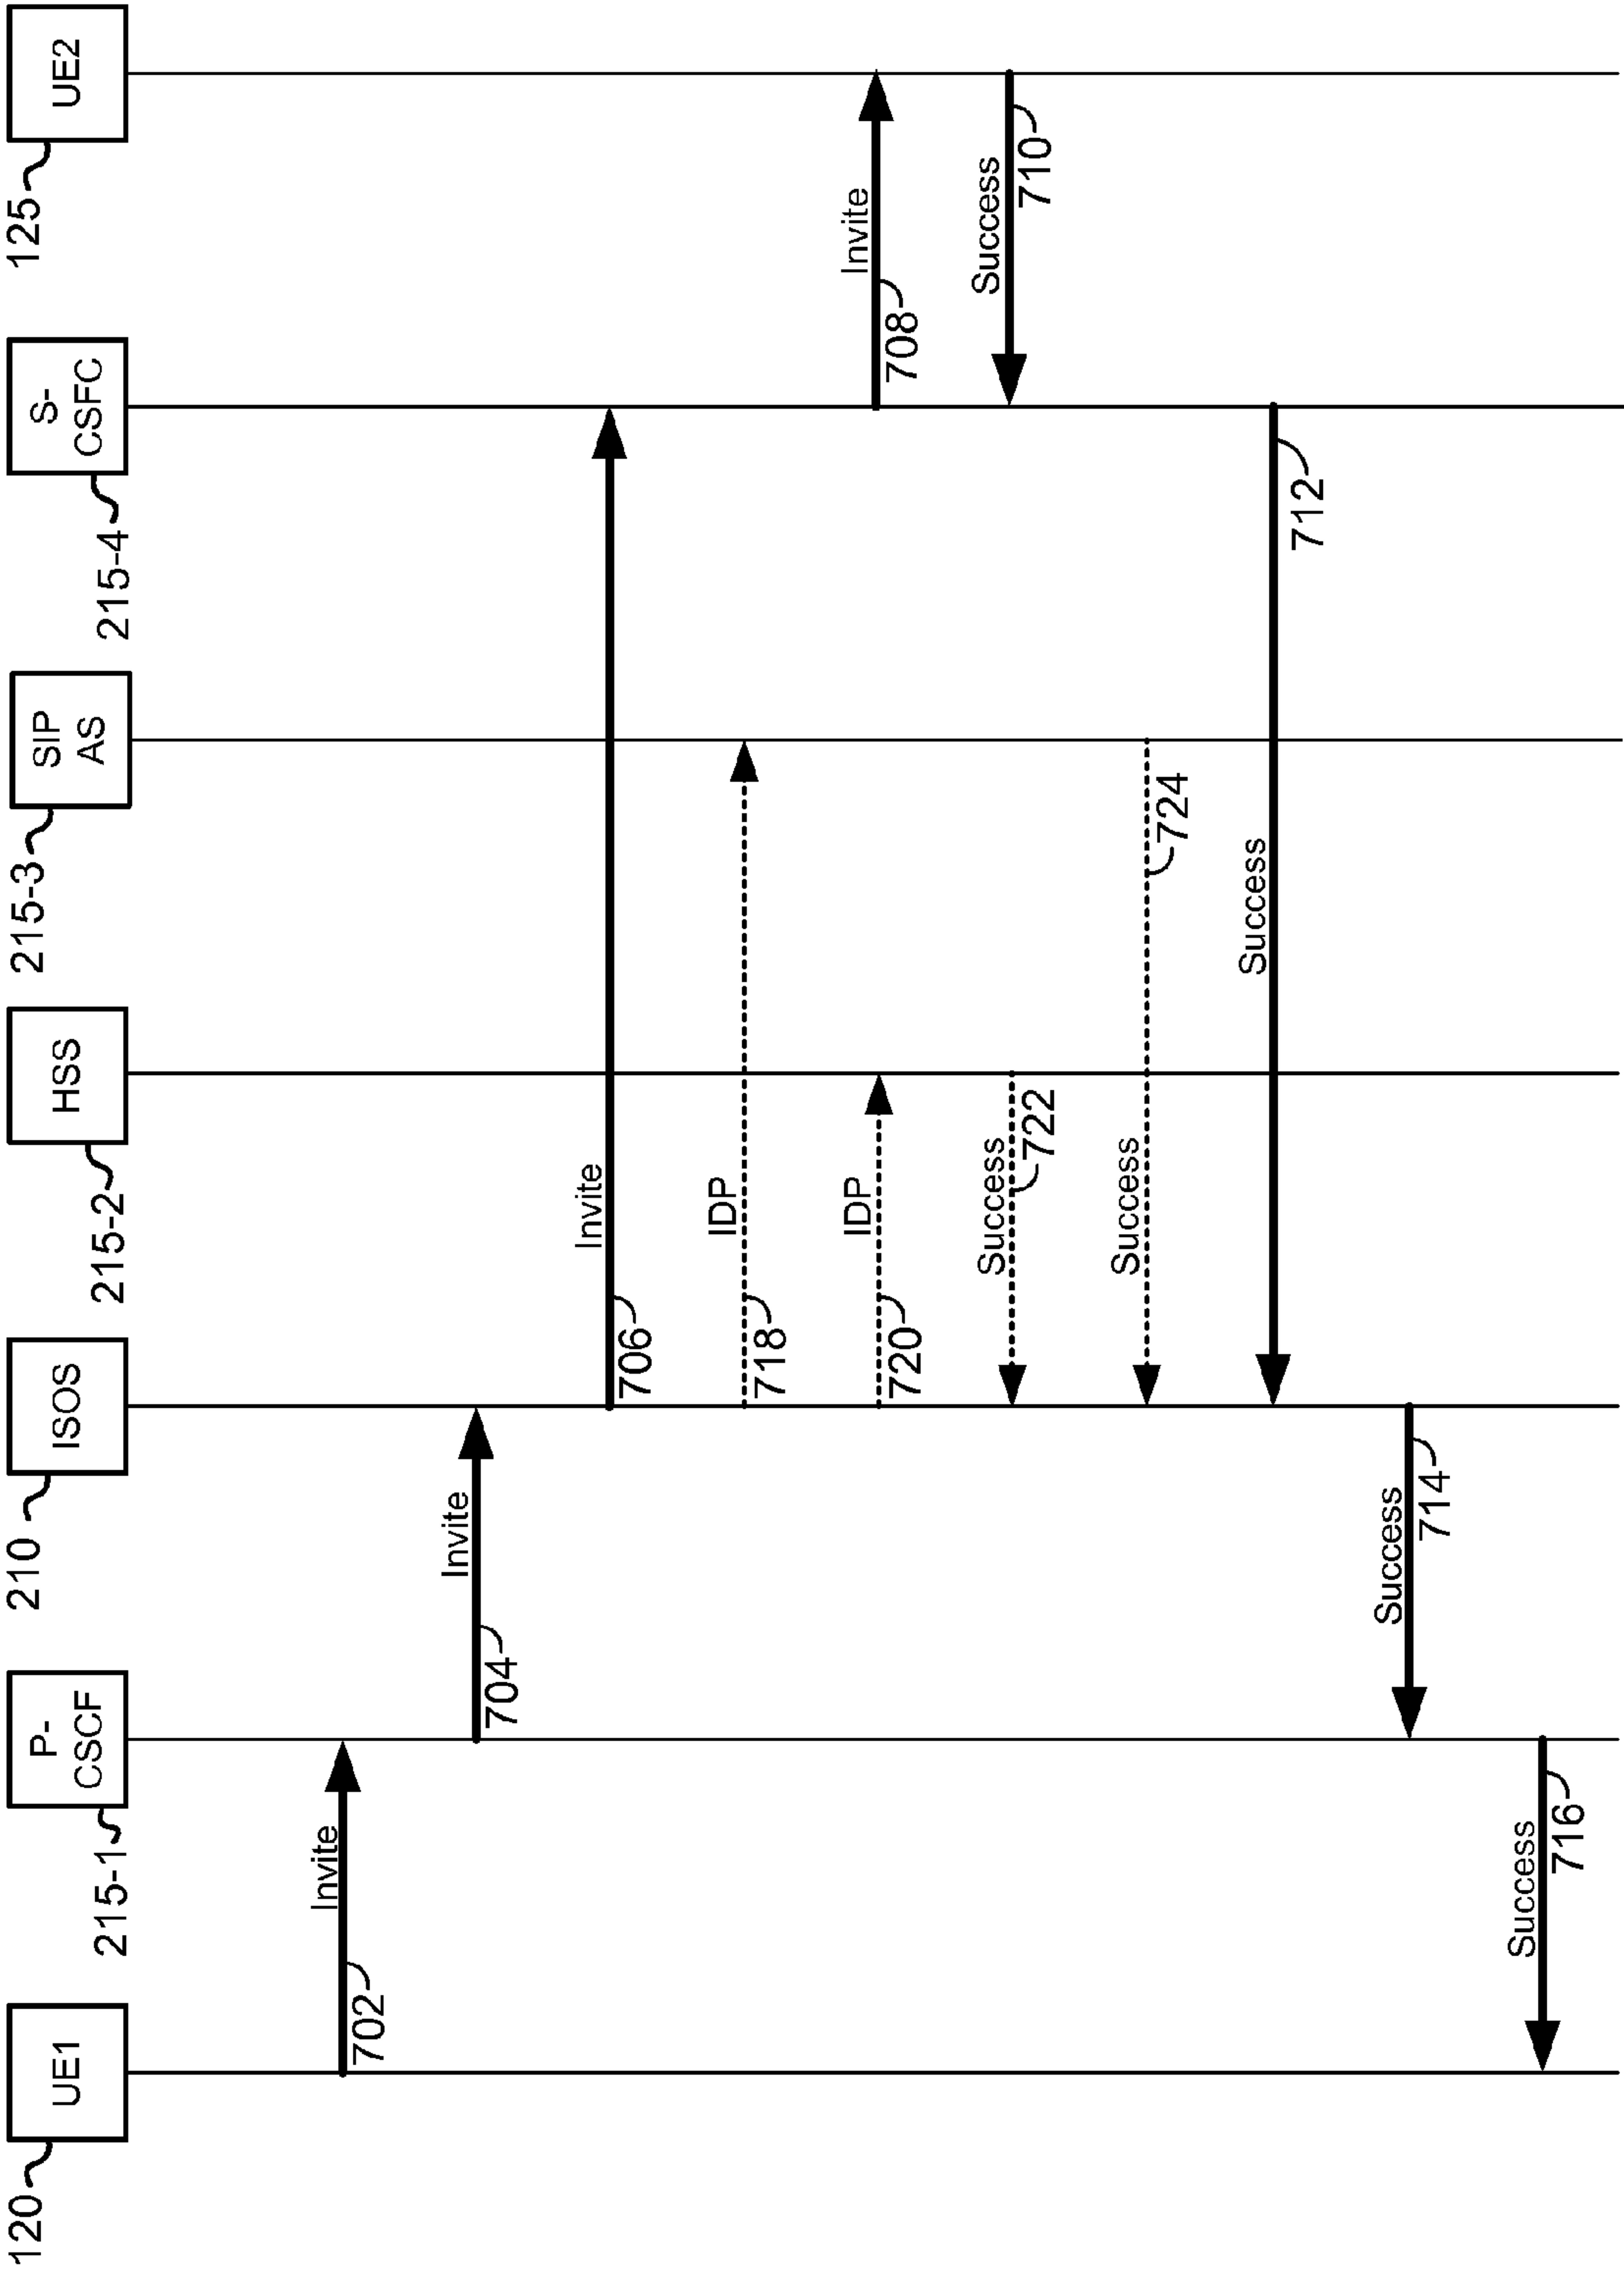 UE1
P-
CSCF
ISOS
HSS
SIP
AS
S-
CSFC
UE2
120
215-1
210
215-2
215-3
215-4
125
Invite
702
Invite
704
Invite
706
IDP
718
IDP
720
Invite
708
Success
722
Success
710
Success
724
Success
712
Success
714
Success
716